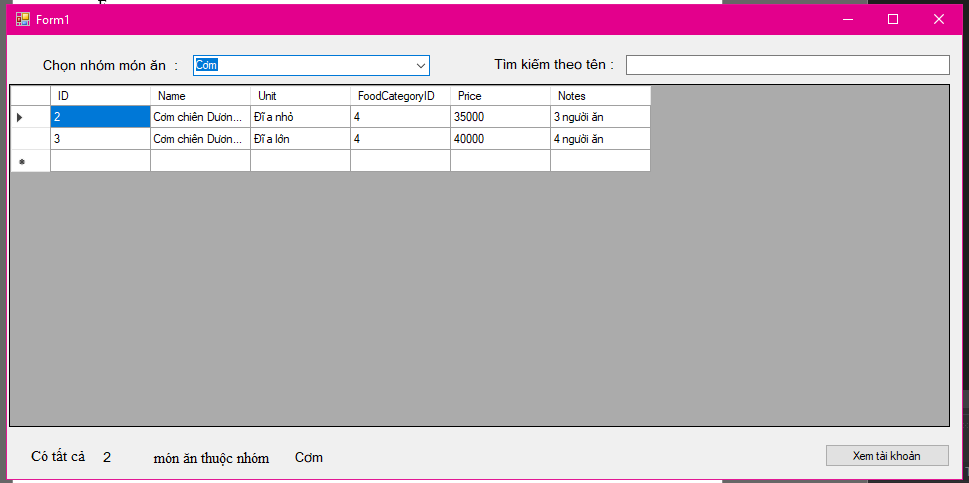 Form1
Chọn nhóm món ăn :
Cơm
Tìm kiếm theo tên :
ID Name Unit FoodCategoryID Price Notes
2 Cơm chiên Dươn... Đĩa nhỏ 4 35000 3 người ăn
3 Cơm chiên Dươn... Đĩa lớn 4 40000 4 người ăn
Có tất cả 2 món ăn thuộc nhóm Cơm
Xem tài khoản